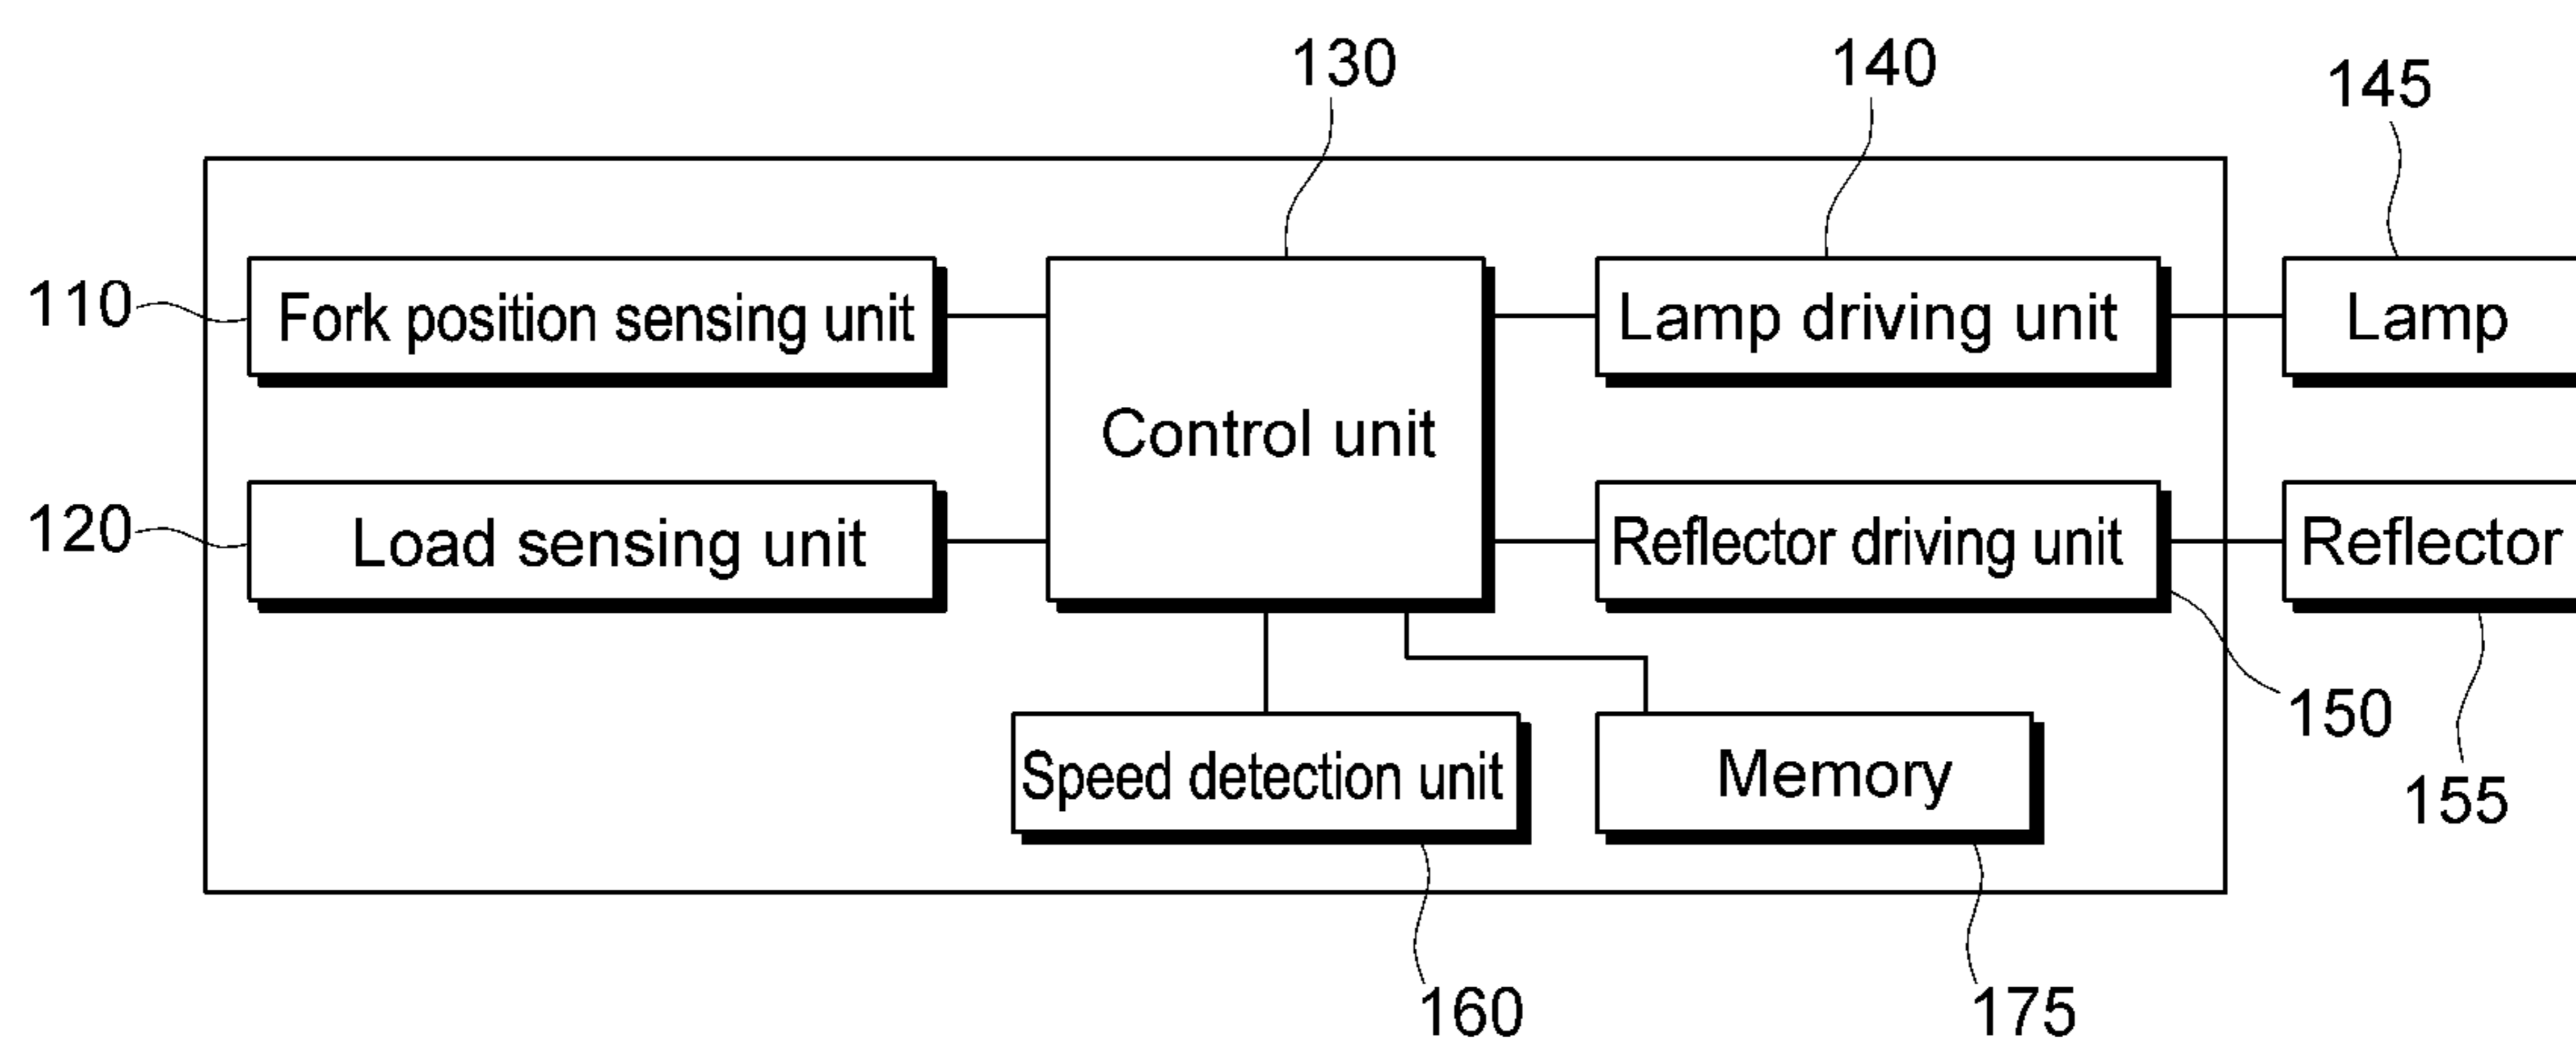 130
140
145
110
Fork position sensing unit
Control unit
Lamp driving unit
Lamp
120
Load sensing unit
Reflector driving unit
Reflector
150
Speed detection unit
Memory
155
160
175